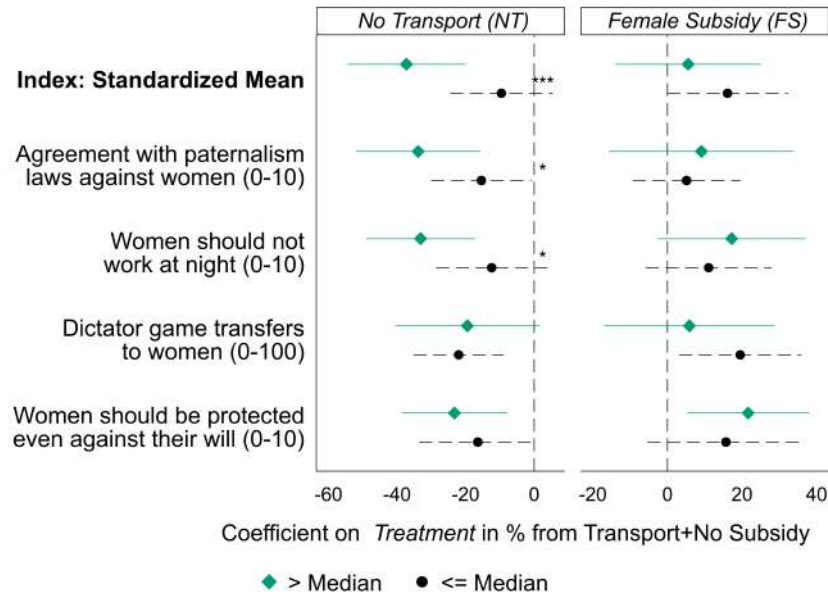 No Transport (NT)
Female Subsidy (FS)
Index: Standardized Mean
***
Agreement with paternalism
laws against women (0-10)
*
Women should not
work at night (0-10)
*
Dictator game transfers
to women (0-100)
Women should be protected
even against their will (0-10)
-60 -40 -20 0 -20 0 20 40
Coefficient on Treatment in % from Transport+No Subsidy
> Median <= Median